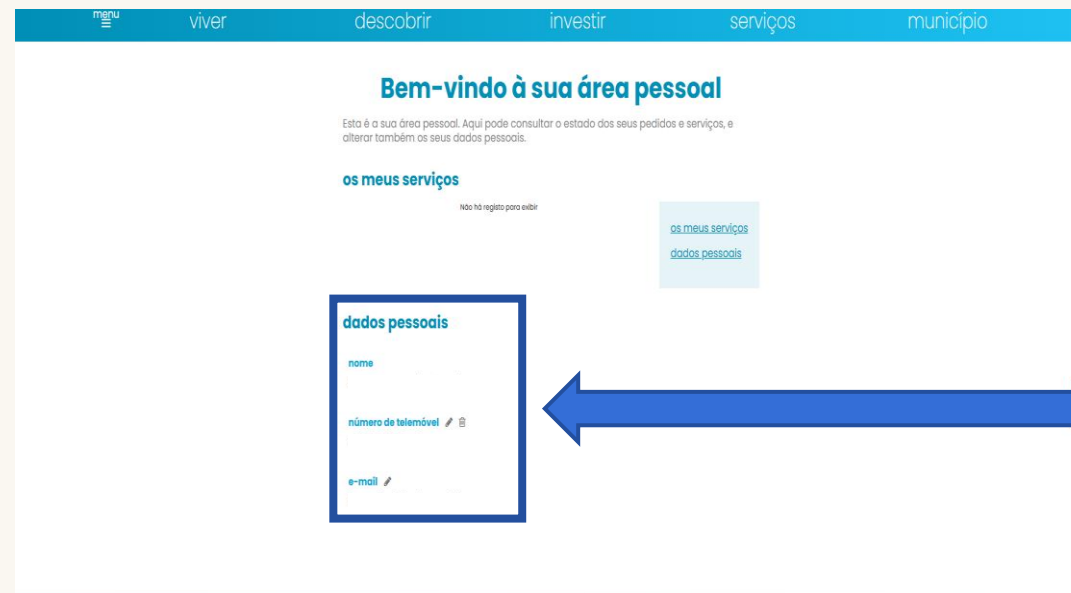 menu viver descobrir investir serviços município
Bem-vindo à sua área pessoal
Esta é a sua área pessoal. Aqui pode consultar o estado dos seus pedidos e serviços, e
alterar também os seus dados pessoais.
os meus serviços
Não há registo para exibir
os meus serviços
dados pessoais
dados pessoais
nome
número de telemóvel
e-mail